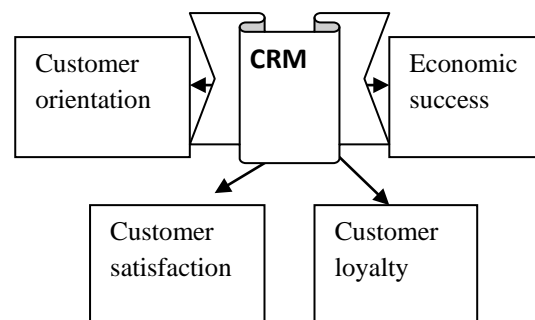 CRM
Customer
orientation
Economic
success
Customer
satisfaction
Customer
loyalty